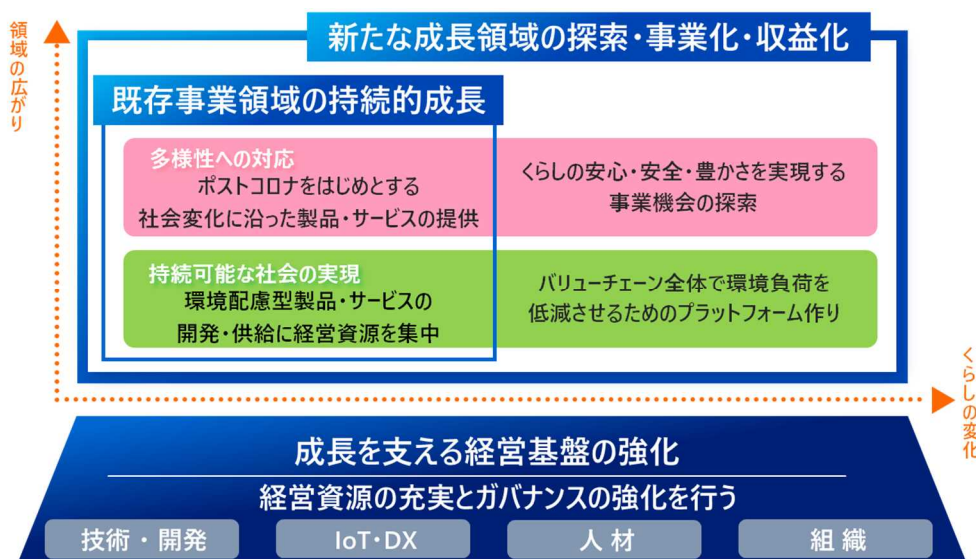 領域の広がり
新たな成長領域の探索・事業化・収益化
既存事業領域の持続的成長
多様性への対応
ポストコロナをはじめとする
社会変化に沿った製品・サービスの提供
くらしの安心・安全・豊かさを実現する
事業機会の探索
持続可能な社会の実現
環境配慮型製品・サービスの
開発・供給に経営資源を集中
バリューチェーン全体で環境負荷を
低減させるためのプラットフォーム作り
くらしの変化
成長を支える経営基盤の強化
経営資源の充実とガバナンスの強化を行う
技術・開発
IoT・DX
人材
組織